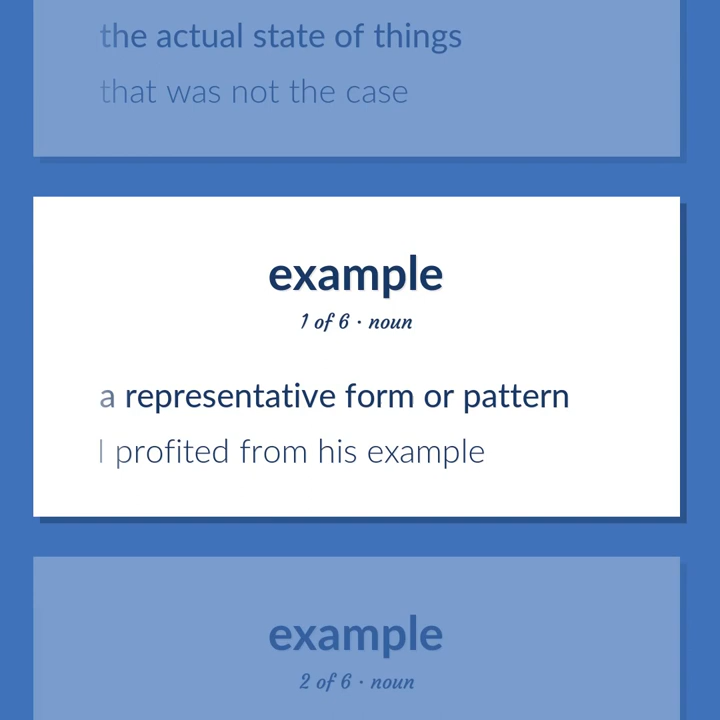 the actual state of things
that was not the case
example
1 of 6 · noun
a representative form or pattern
I profited from his example
example
2 of 6 · noun